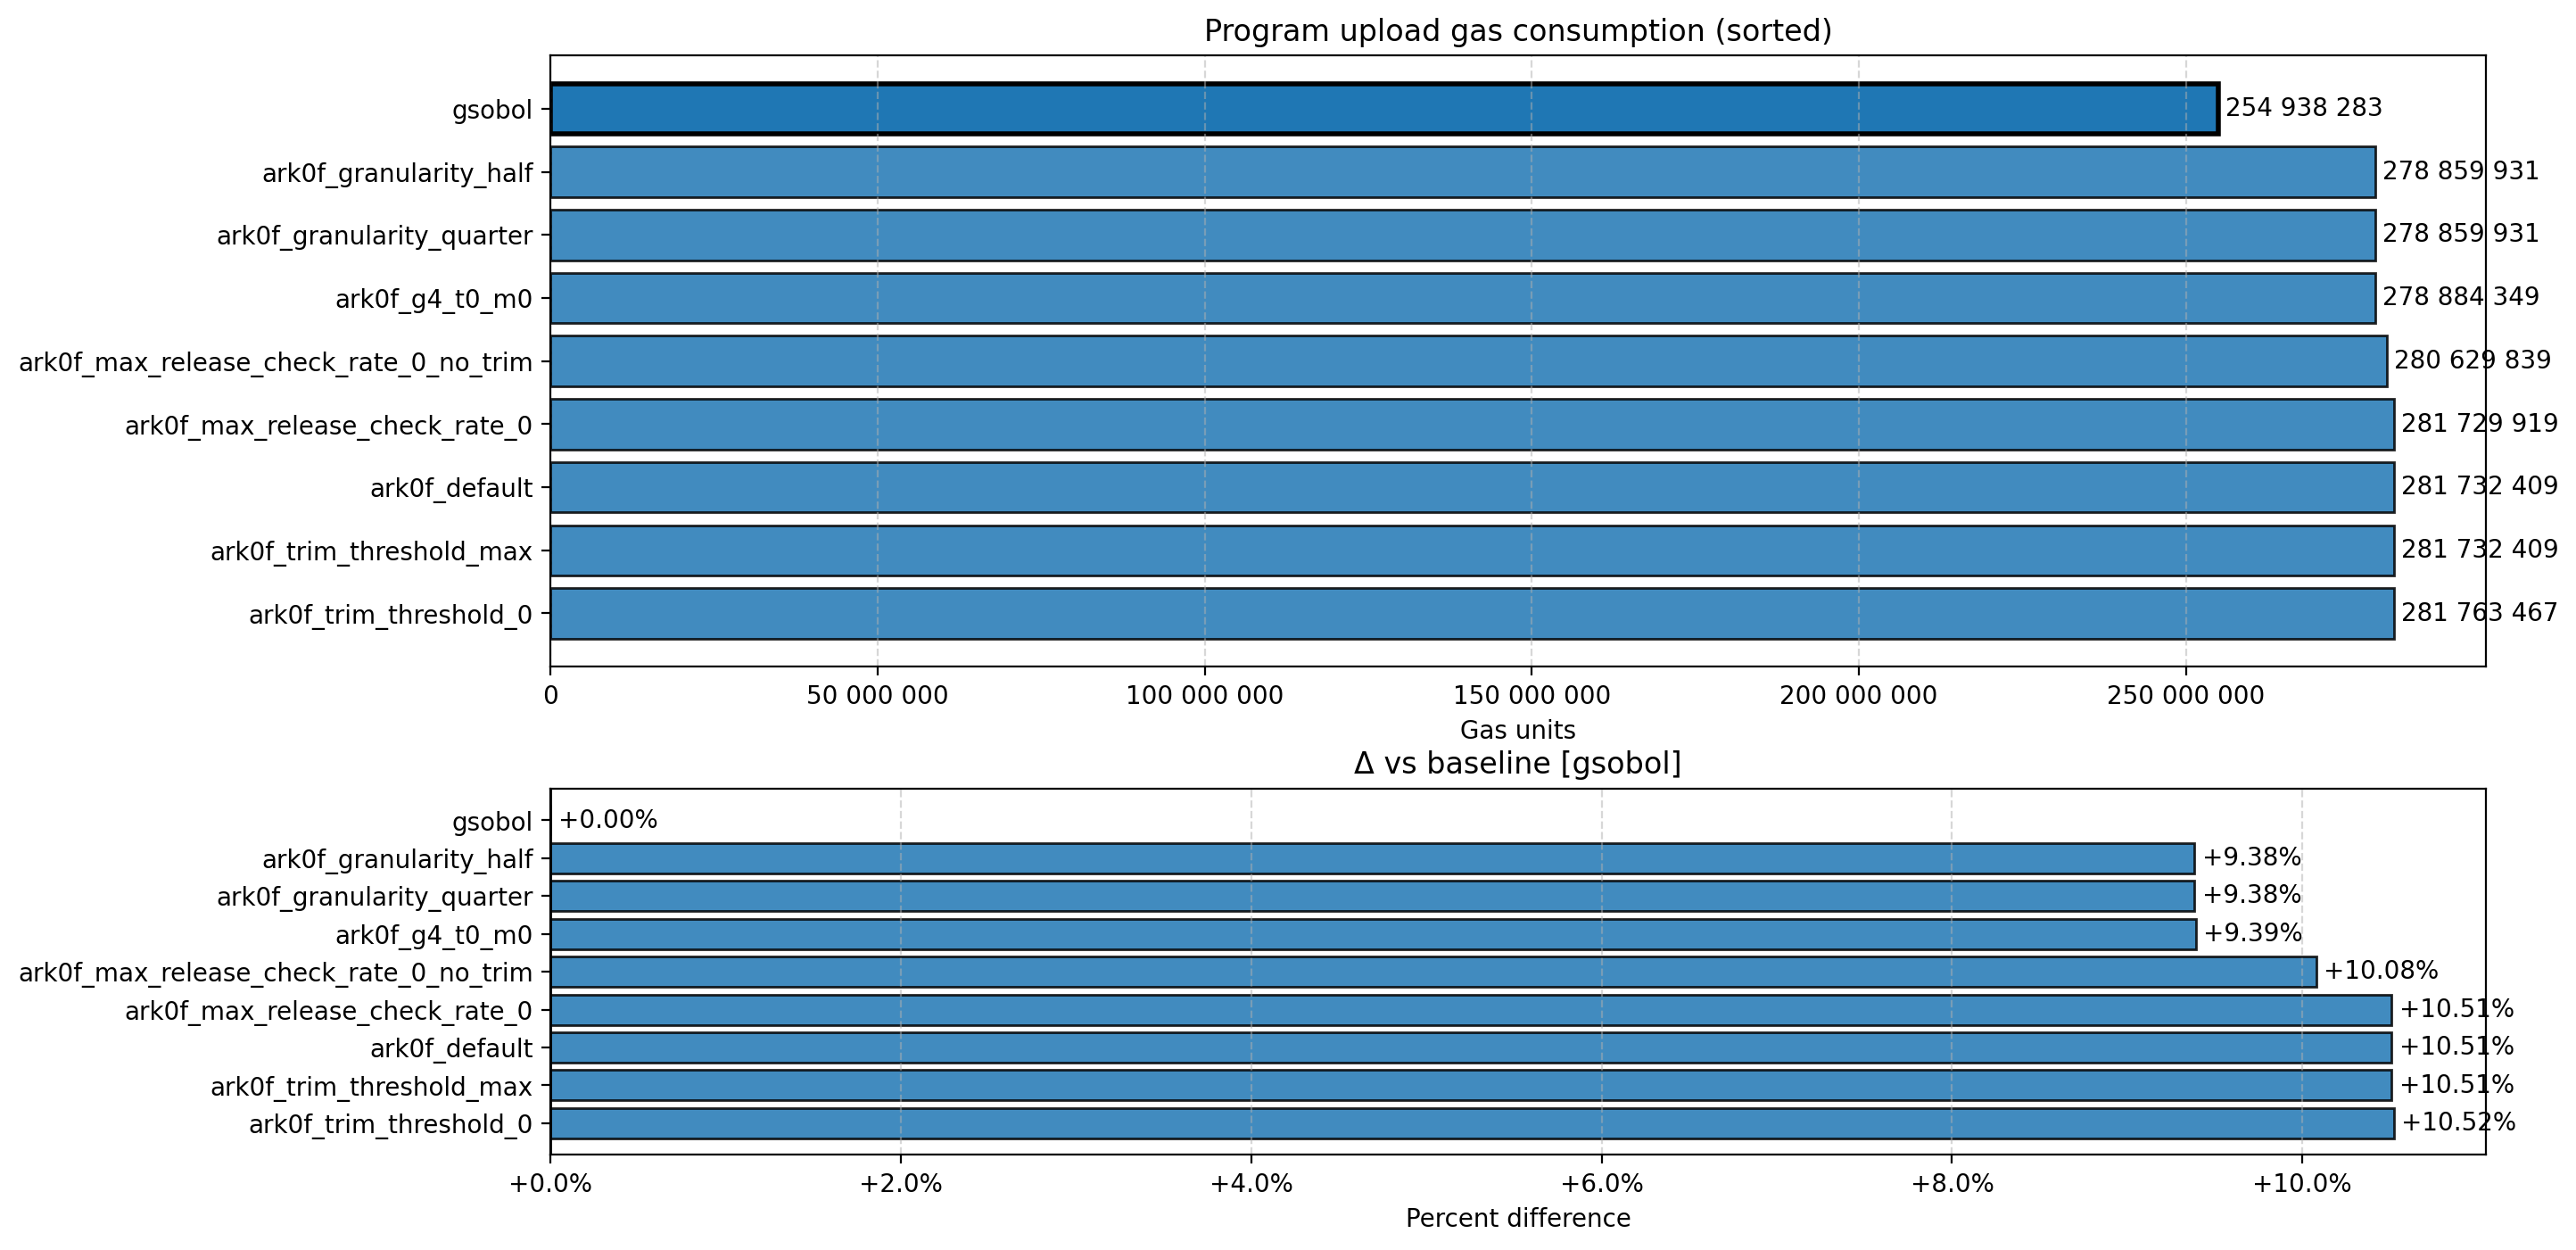 Program upload gas consumption (sorted)
gsobol 254 938 283
ark0f_granularity_half 278 859 931
ark0f_granularity_quarter 278 859 931
ark0f_g4_t0_m0 278 884 349
ark0f_max_release_check_rate_0_no_trim 280 629 839
ark0f_max_release_check_rate_0 281 729 919
ark0f_default 281 732 409
ark0f_trim_threshold_max 281 732 409
ark0f_trim_threshold_0 281 763 467
0 50 000 000 100 000 000 150 000 000 200 000 000 250 000 000
Gas units
Δ vs baseline [gsobol]
gsobol +0.00%
ark0f_granularity_half +9.38%
ark0f_granularity_quarter +9.38%
ark0f_g4_t0_m0 +9.39%
ark0f_max_release_check_rate_0_no_trim +10.08%
ark0f_max_release_check_rate_0 +10.51%
ark0f_default +10.51%
ark0f_trim_threshold_max +10.51%
ark0f_trim_threshold_0 +10.52%
+0.0% +2.0% +4.0% +6.0% +8.0% +10.0%
Percent difference